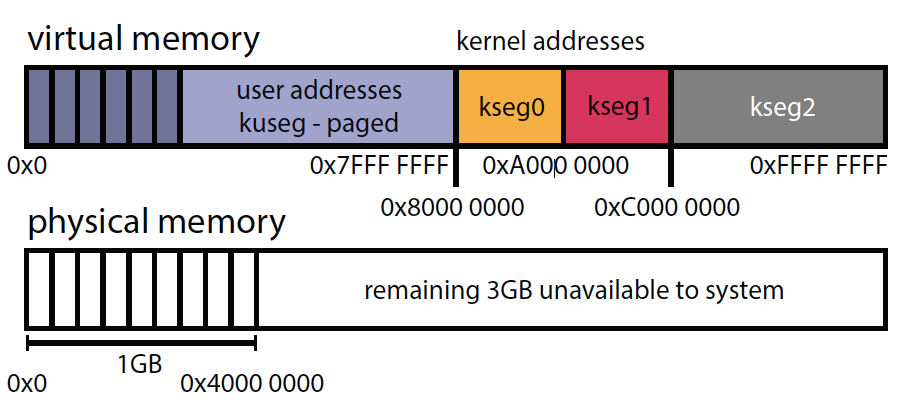 virtual memory
kernel addresses
user addresses
kuseg - paged
kseg0
kseg1
kseg2
0x0
0x7FFF FFFF
0xA000 0000
0xFFFF FFFF
0x8000 0000
0xC000 0000
physical memory
remaining 3GB unavailable to system
1GB
0x0
0x4000 0000